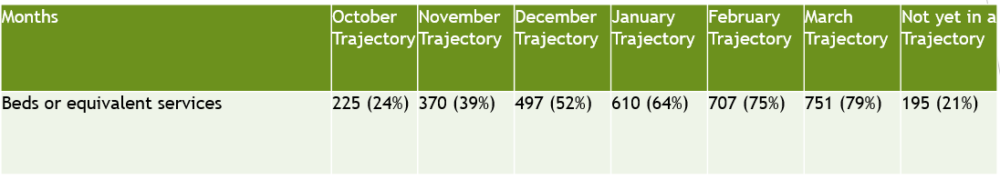 Months
October Trajectory
November Trajectory
December Trajectory
January Trajectory
February Trajectory
March Trajectory
Not yet in a Trajectory
Beds or equivalent services
225 (24%)
370 (39%)
497 (52%)
610 (64%)
707 (75%)
751 (79%)
195 (21%)